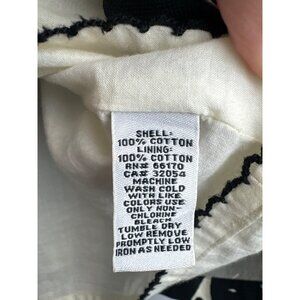 SHELL:
100% COTTON
LINING:
100% COTTON
RN# 66170
CA# 32054
MACHINE
WASH COLD
WITH LIKE
COLORS USE
ONLY NON-
CHLORINE
BLEACH
TUMBLE DRY
LOW REMOVE
PROMPTLY LOW
IRON AS NEEDED